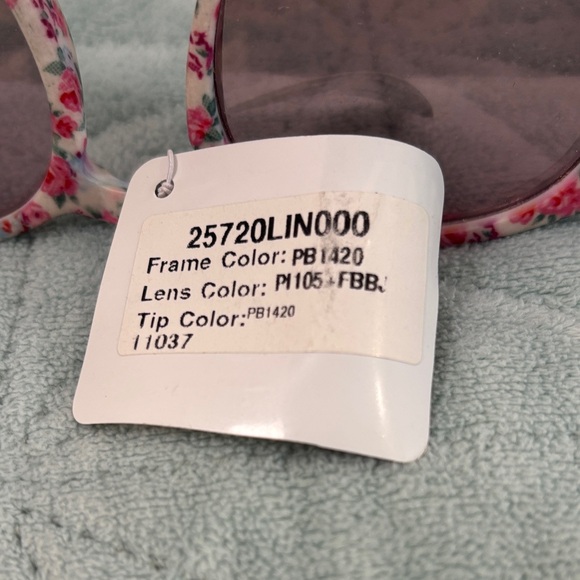 25720LIN000
Frame Color: PB1420
Lens Color: PI105+FBBJ
Tip Color:PB1420
11037